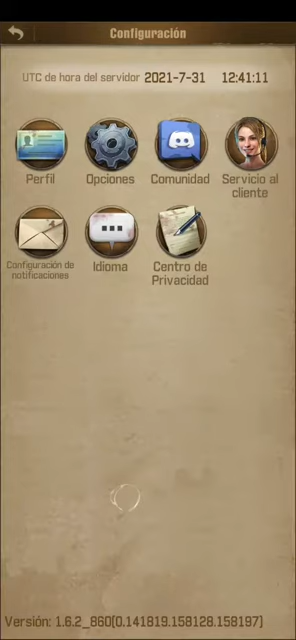 Configuración
UTC de hora del servidor 2021-7-31 12:41:11
Perfil
Opciones
Comunidad
Servicio al
cliente
Configuración de
notificaciones
Idioma
Centro de
Privacidad
Versión: 1.6.2_860(0.141819.158128.158197)